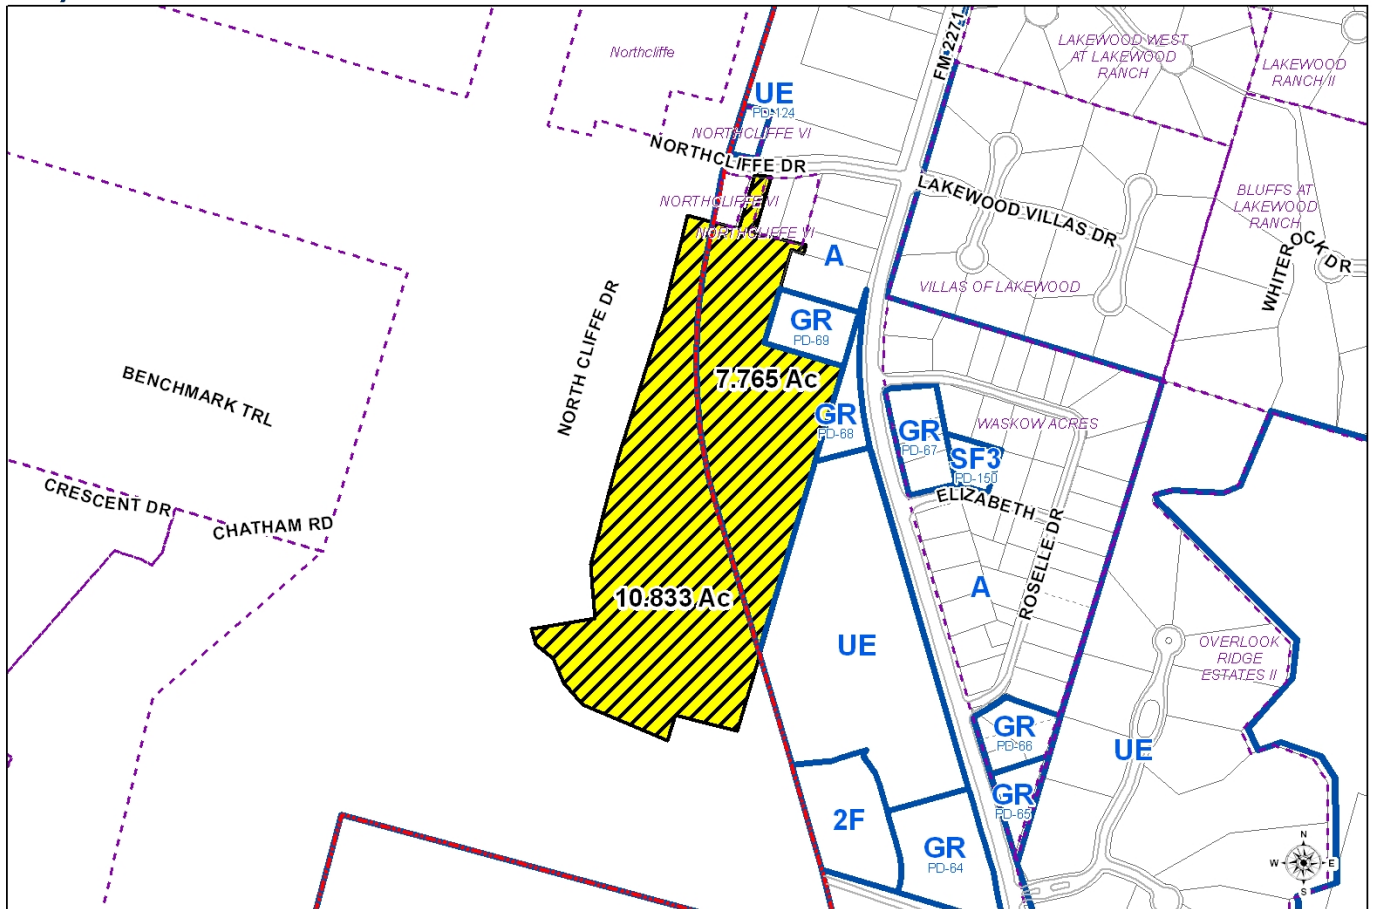 Northcliffe
UE
PD-124
NORTHCLIFFE VI
NORTHCLIFFE DR
NORTHCLIFFE VI
NORTHCLIFFE VI
FM 2271
LAKEWOOD WEST
AT LAKEWOOD
RANCH
LAKEWOOD
RANCH II
LAKEWOOD VILLAS DR
BLUFFS AT
LAKEWOOD
RANCH
WHITEROCK DR
A
VILLAS OF LAKEWOOD
NORTH CLIFFE DR
GR
PD-69
7.765 Ac
GR
PD-68
BENCHMARK TRL
GR
PD-67
WASKOW ACRES
SF3
PD-150
CRESCENT DR
CHATHAM RD
ELIZABETH
ROSELLE DR
A
10.833 Ac
UE
OVERLOOK
RIDGE
ESTATES II
GR
PD-66
UE
GR
PD-65
2F
GR
PD-64
N
W
E
S